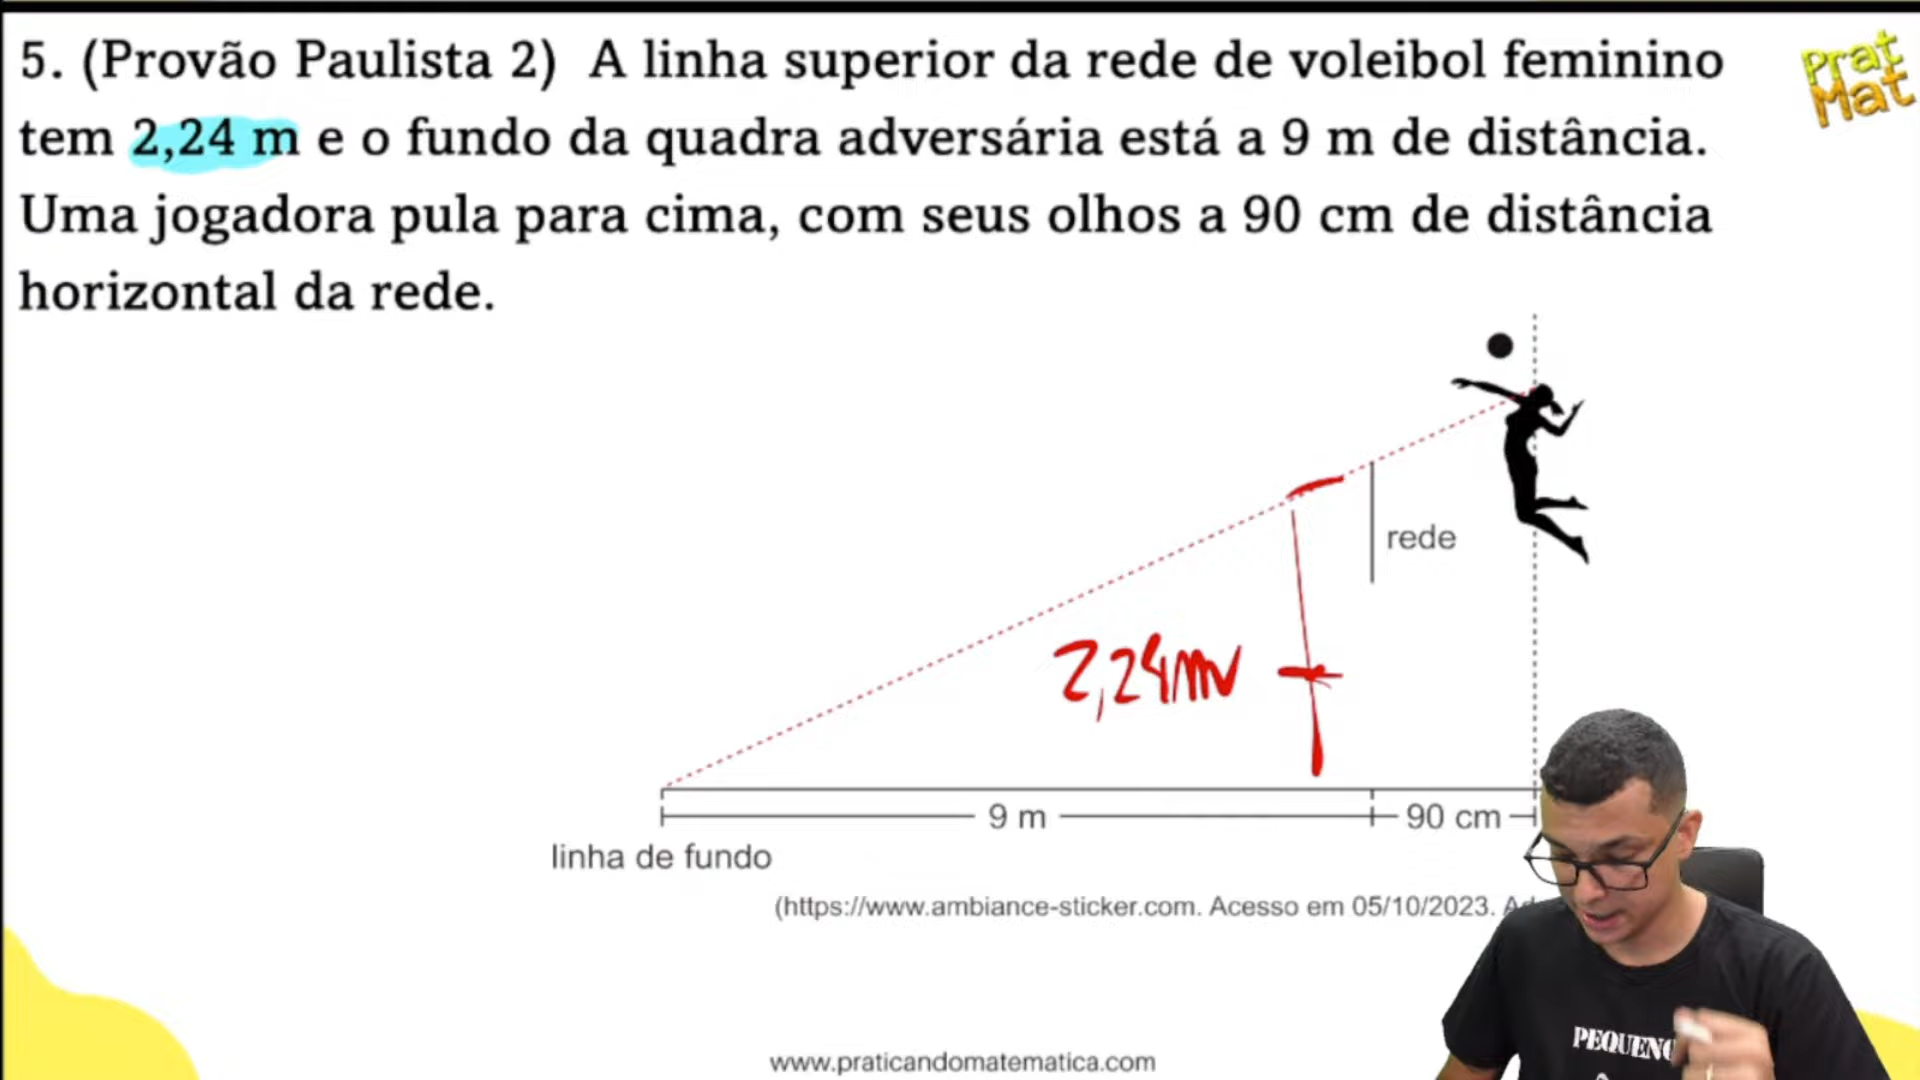 5. (Provão Paulista 2) A linha superior da rede de voleibol feminino
tem 2,24 m e o fundo da quadra adversária está a 9 m de distância.
Uma jogadora pula para cima, com seus olhos a 90 cm de distância
horizontal da rede.
Prat
Mat
rede
2,24m
9 m
90 cm
linha de fundo
(https://www.ambiance-sticker.com. Acesso em 05/10/2023.
PEQUENO
www.praticandomatematica.com